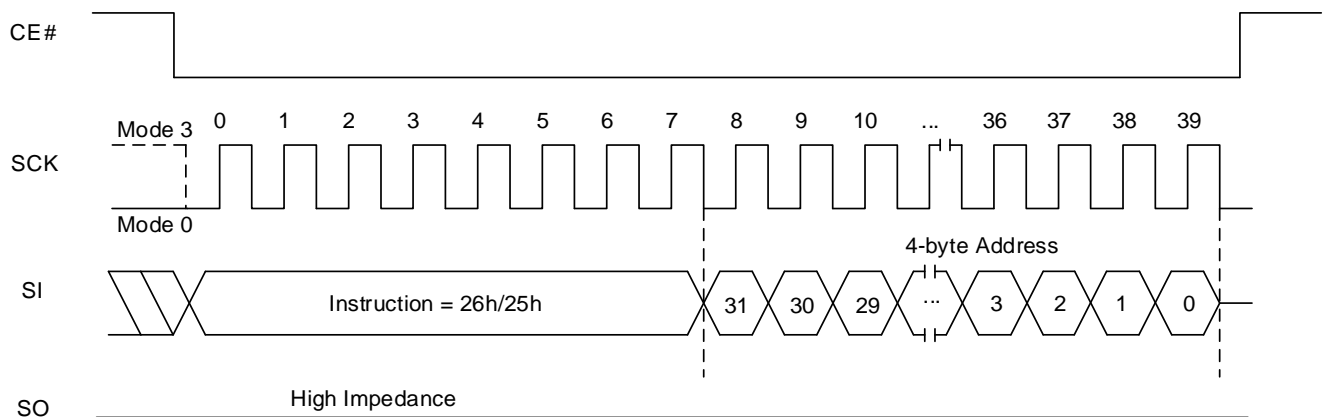 CE#
Mode 3 0 1 2 3 4 5 6 7 8 9 10 ... 36 37 38 39
SCK
Mode 0
4-byte Address
SI Instruction = 26h/25h 31 30 29 ... 3 2 1 0
High Impedance
SO